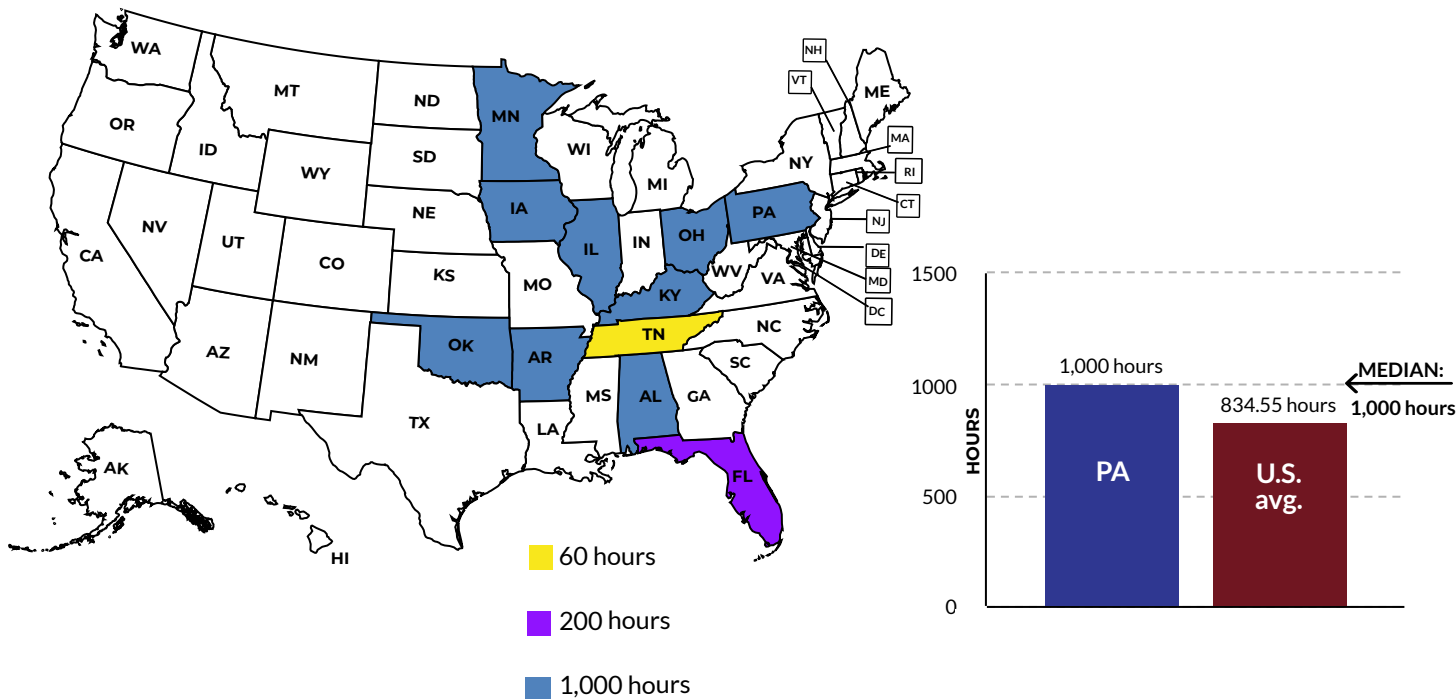 WA
MT
ND
MN
OR
ID
SD
WY
WI
MI
NY
VT
NH
ME
MA
RI
CT
NJ
DE
MD
DC
NE
IA
PA
NV
UT
CA
CO
KS
MO
IL
IN
OH
WV
VA
KY
AZ
NM
OK
AR
TN
NC
SC
MS
AL
GA
TX
LA
FL
AK
HI
60 hours
200 hours
1,000 hours
1500
1000
500
0
HOURS
1,000 hours
834.55 hours
PA
U.S.
avg.
MEDIAN:
1,000 hours